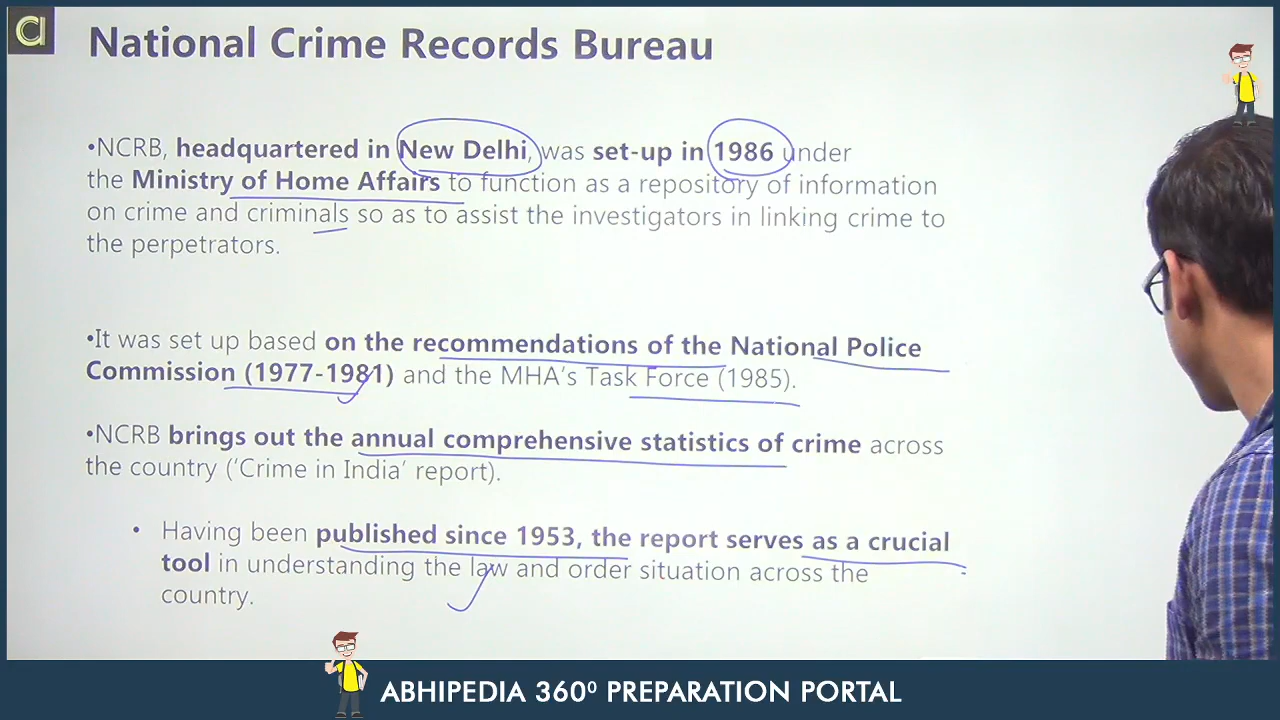 a
National Crime Records Bureau
•NCRB, headquartered in New Delhi, was set-up in 1986 under
the Ministry of Home Affairs to function as a repository of information
on crime and criminals so as to assist the investigators in linking crime to
the perpetrators.
•It was set up based on the recommendations of the National Police
Commission (1977-1981) and the MHA’s Task Force (1985).
•NCRB brings out the annual comprehensive statistics of crime across
the country (‘Crime in India’ report).
• Having been published since 1953, the report serves as a crucial
tool in understanding the law and order situation across the
country.
ABHIPEDIA 360⁰ PREPARATION PORTAL